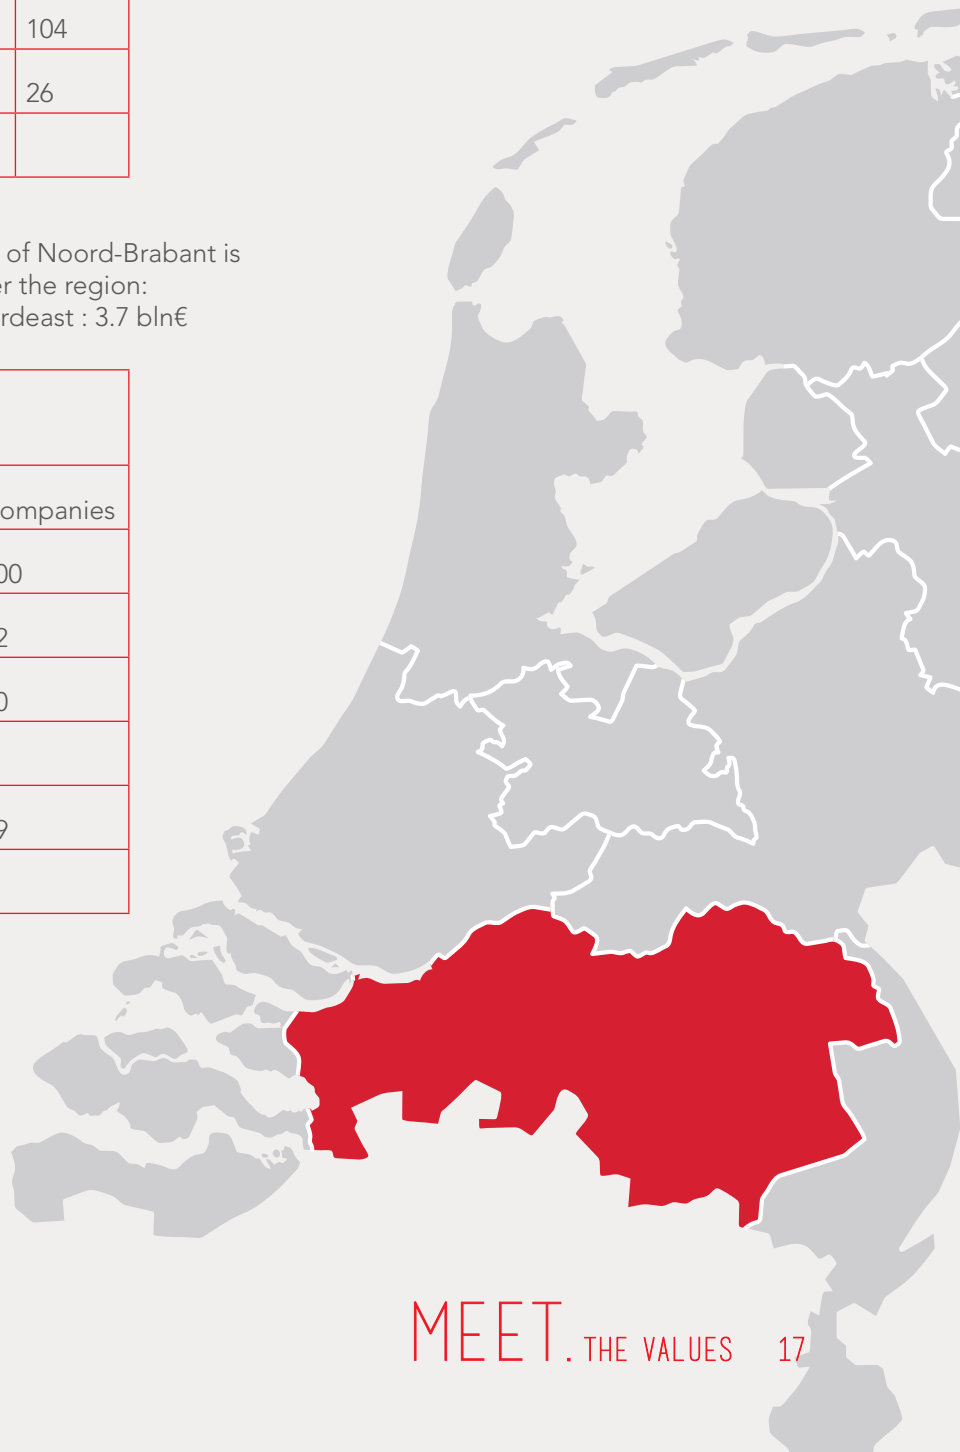 104
26
of Noord-Brabant is
er the region:
rdeast : 3.7 bln€
ompanies
00
2
0
9
MEET. THE VALUES 17